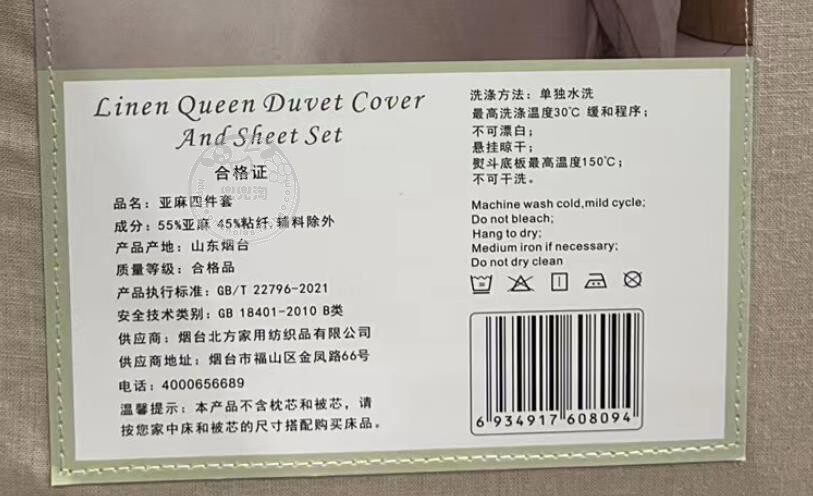 Linen Queen Duvet Cover
And Sheet Set
合格证
品名：亚麻四件套
成分：55%亚麻 45%粘纤，辅料除外
产品产地：山东烟台
质量等级：合格品
产品执行标准：GB/T 22796-2021
安全技术类别：GB 18401-2010 B类
供应商：烟台北方家用纺织品有限公司
供应商地址：烟台市福山区金凤路66号
电话：4000656689
温馨提示：本产品不含枕芯和被芯，请
按您家中床和被芯的尺寸搭配购买床品。
洗涤方法：单独水洗
最高洗涤温度30℃ 缓和程序；
不可漂白；
悬挂晾干；
熨斗底板最高温度150℃；
不可干洗。
Machine wash cold,mild cycle;
Do not bleach;
Hang to dry;
Medium iron if necessary;
Do not dry clean
6 934917 608094